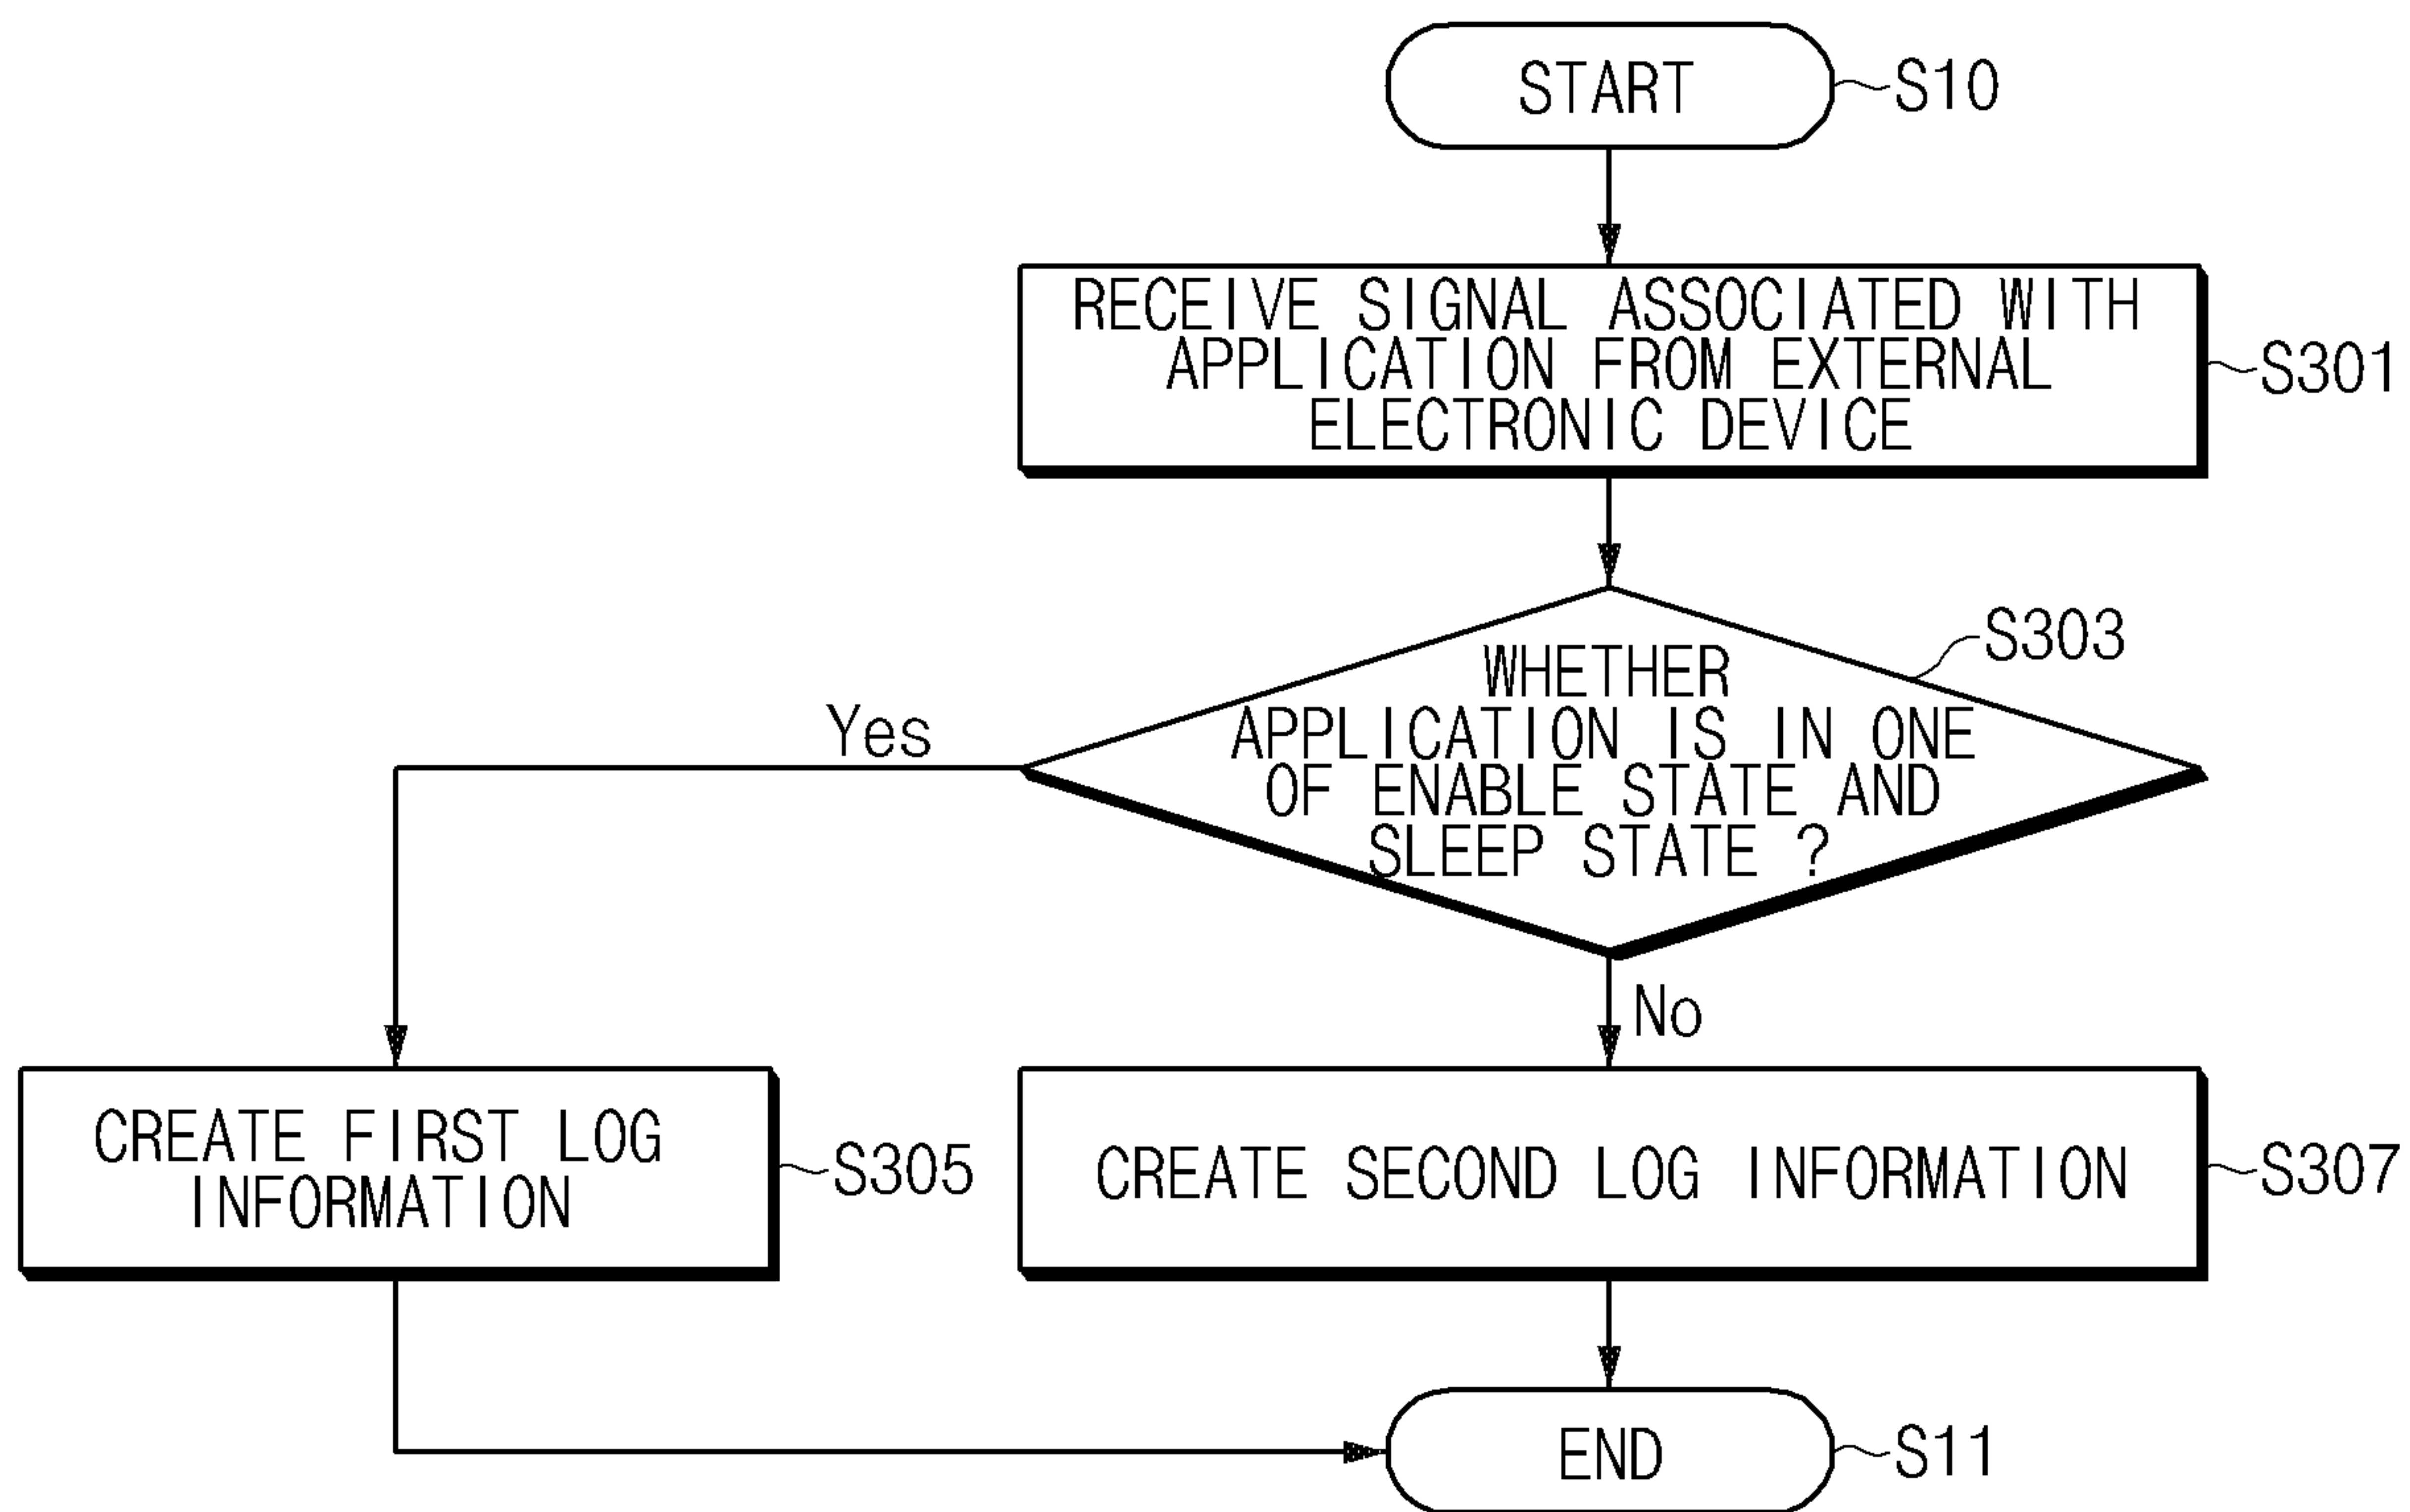 START
S10
RECEIVE SIGNAL ASSOCIATED WITH
APPLICATION FROM EXTERNAL
ELECTRONIC DEVICE
S301
S303
WHETHER
APPLICATION IS IN ONE
OF ENABLE STATE AND
SLEEP STATE ?
Yes
No
CREATE FIRST LOG
INFORMATION
S305
CREATE SECOND LOG INFORMATION
S307
END
S11